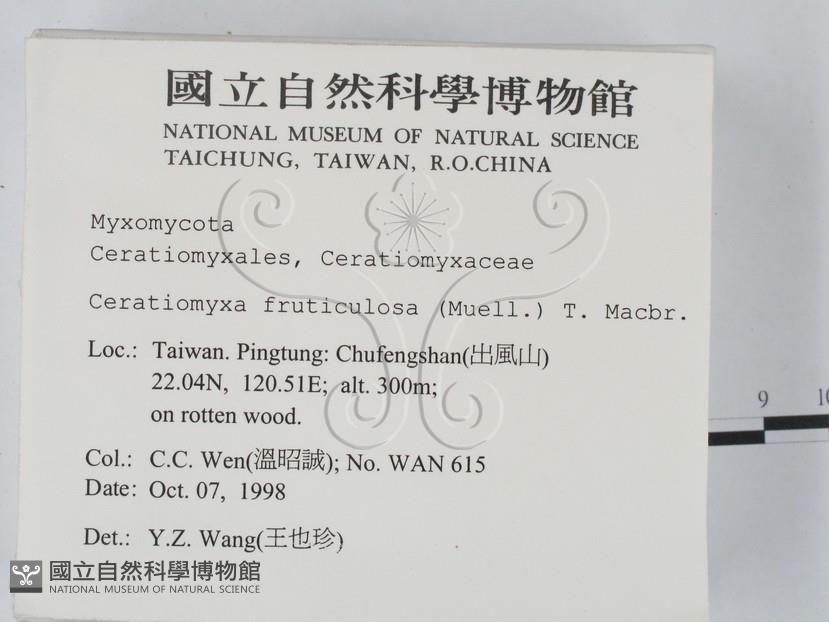 國立自然科學博物館
NATIONAL MUSEUM OF NATURAL SCIENCE
TAICHUNG, TAIWAN, R.O.CHINA
Myxomycota
Ceratiomyxales, Ceratiomyxaceae
Ceratiomyxa fruticulosa (Muell.) T. Macbr.
Loc.: Taiwan. Pingtung: Chufengshan(出風山)
22.04N, 120.51E; alt. 300m;
on rotten wood.
Col.: C.C. Wen(溫昭誠); No. WAN 615
Date: Oct. 07, 1998
Det.: Y.Z. Wang(王也珍)
9 10
國立自然科學博物館
NATIONAL MUSEUM OF NATURAL SCIENCE